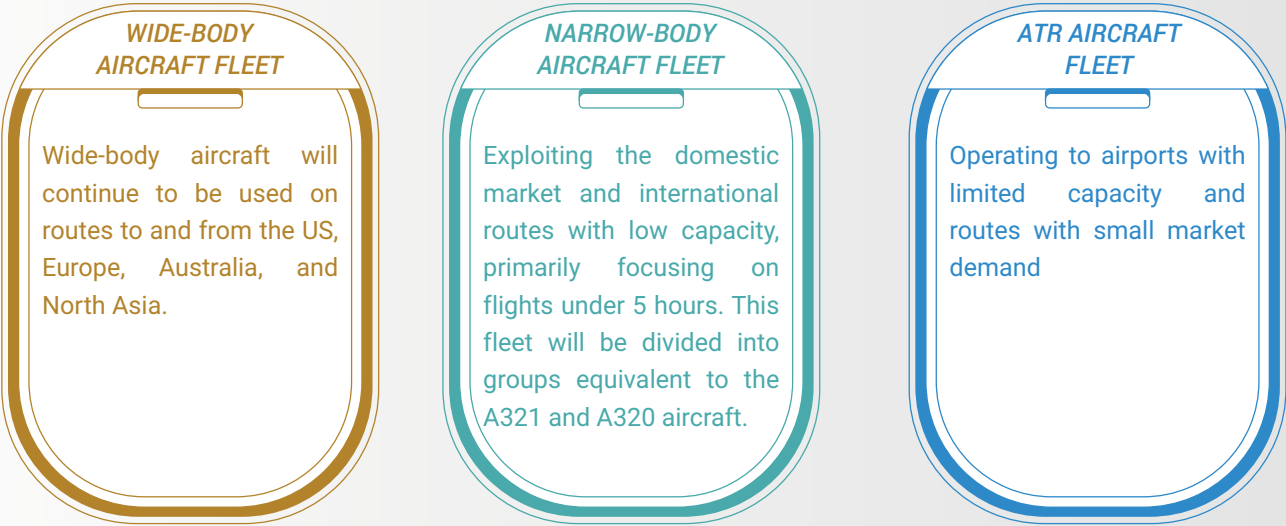 WIDE-BODY
AIRCRAFT FLEET
Wide-body aircraft will
continue to be used on
routes to and from the US,
Europe, Australia, and
North Asia.
NARROW-BODY
AIRCRAFT FLEET
Exploiting the domestic
market and international
routes with low capacity,
primarily focusing on
flights under 5 hours. This
fleet will be divided into
groups equivalent to the
A321 and A320 aircraft.
ATR AIRCRAFT
FLEET
Operating to airports with
limited capacity and
routes with small market
demand